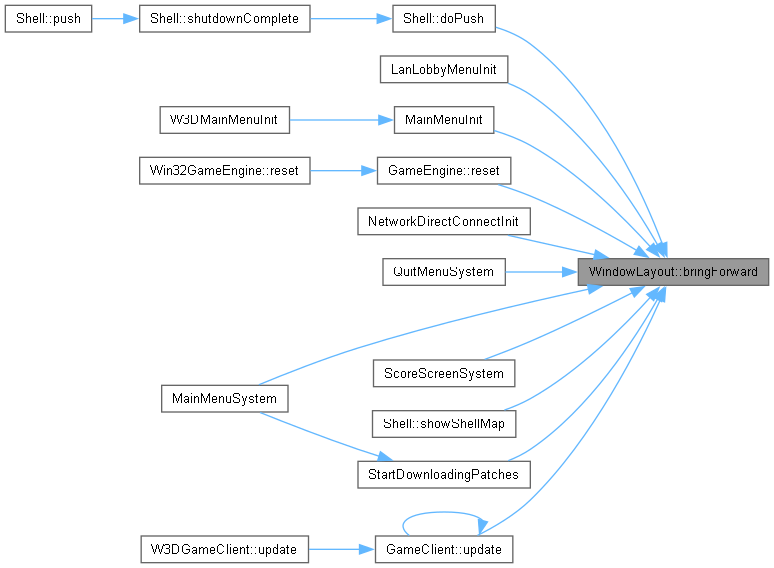 Shell::push
Shell::shutdownComplete
Shell::doPush
LanLobbyMenuInit
W3DMainMenuInit
MainMenuInit
Win32GameEngine::reset
GameEngine::reset
NetworkDirectConnectInit
WindowLayout::bringForward
QuitMenuSystem
ScoreScreenSystem
MainMenuSystem
Shell::showShellMap
StartDownloadingPatches
W3DGameClient::update
GameClient::update